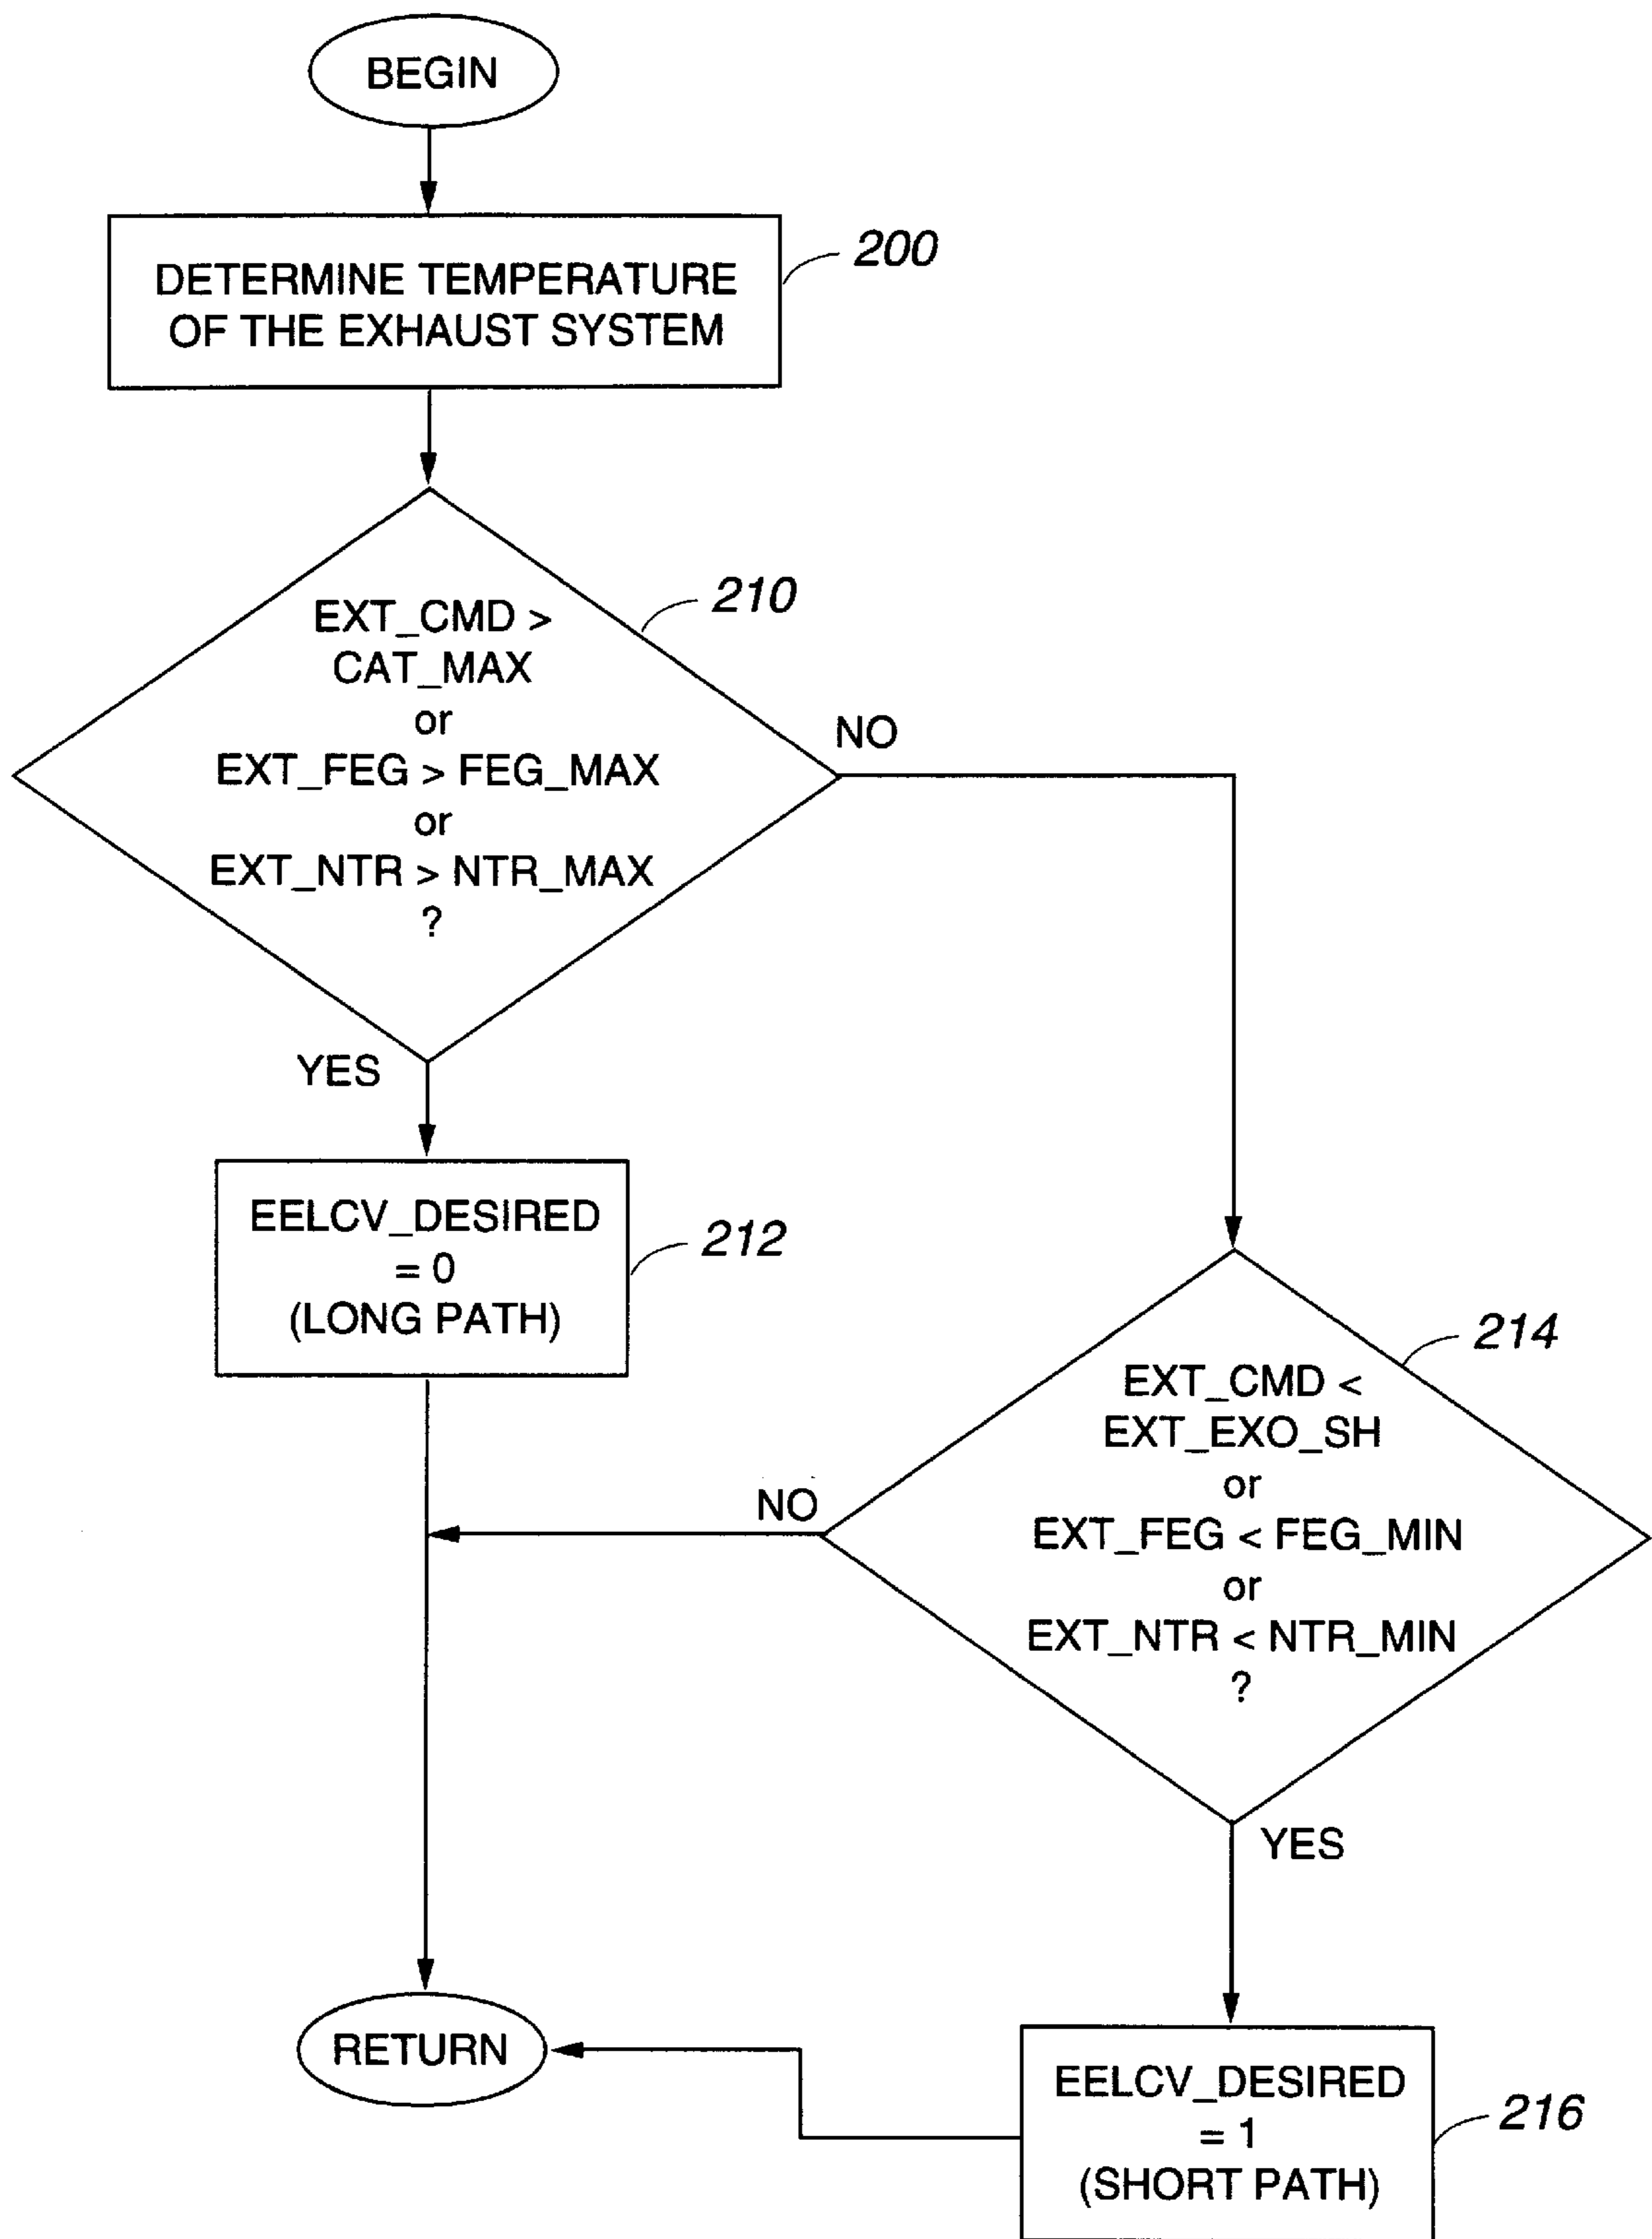 BEGIN
DETERMINE TEMPERATURE
OF THE EXHAUST SYSTEM
200
EXT_CMD >
CAT_MAX
or
EXT_FEG > FEG_MAX
or
EXT_NTR > NTR_MAX
?
210
NO
YES
EELCV_DESIRED
= 0
(LONG PATH)
212
EXT_CMD <
EXT_EXO_SH
or
EXT_FEG < FEG_MIN
or
EXT_NTR < NTR_MIN
?
214
NO
YES
RETURN
EELCV_DESIRED
= 1
(SHORT PATH)
216